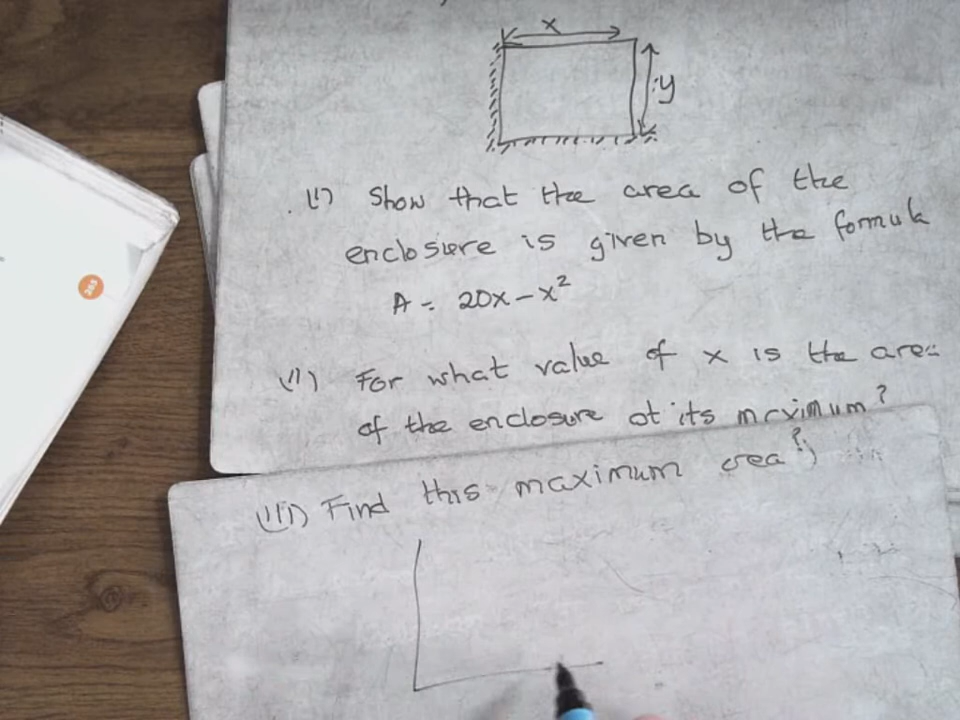 x
y
(i) Show that the area of the
enclosure is given by the formula
A = 20x - x²
(ii) For what value of x is the area
of the enclosure at its maximum?
(iii) Find this maximum area?
263